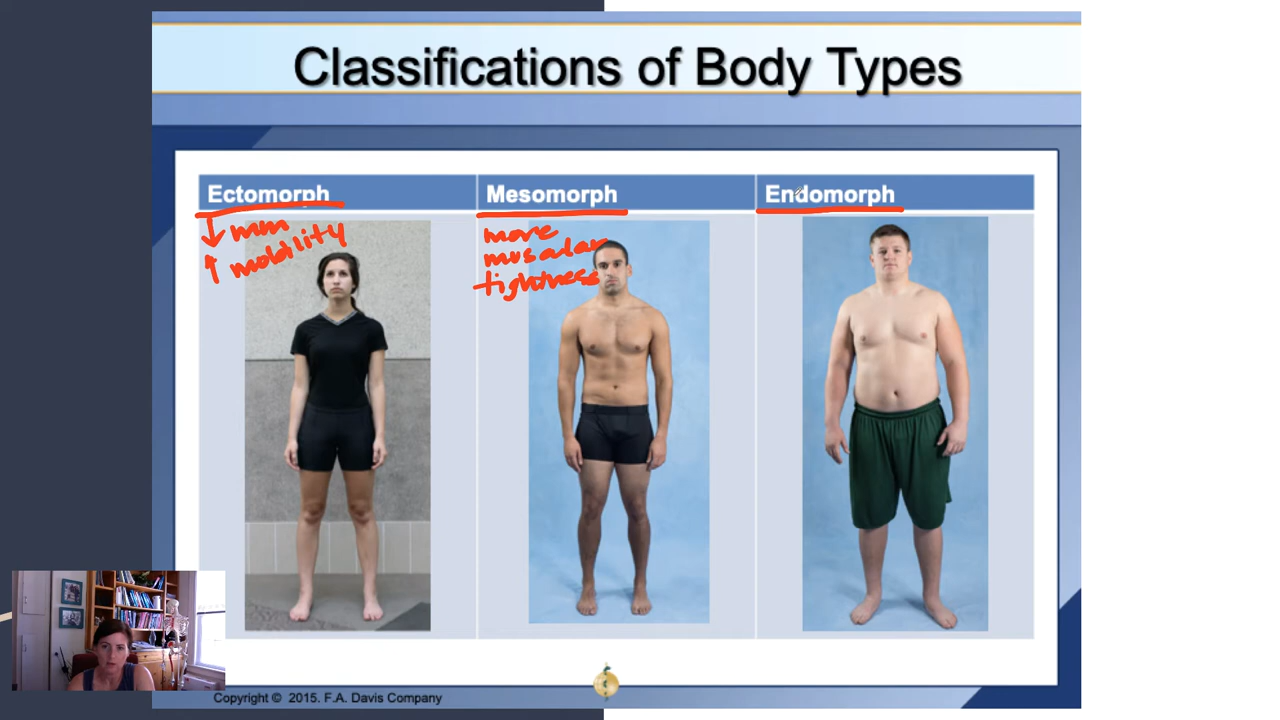 Classifications of Body Types
Ectomorph
Mesomorph
Endomorph
↓ mm
↑ mobility
more
muscular
tightness
Copyright © 2015. F.A. Davis Company